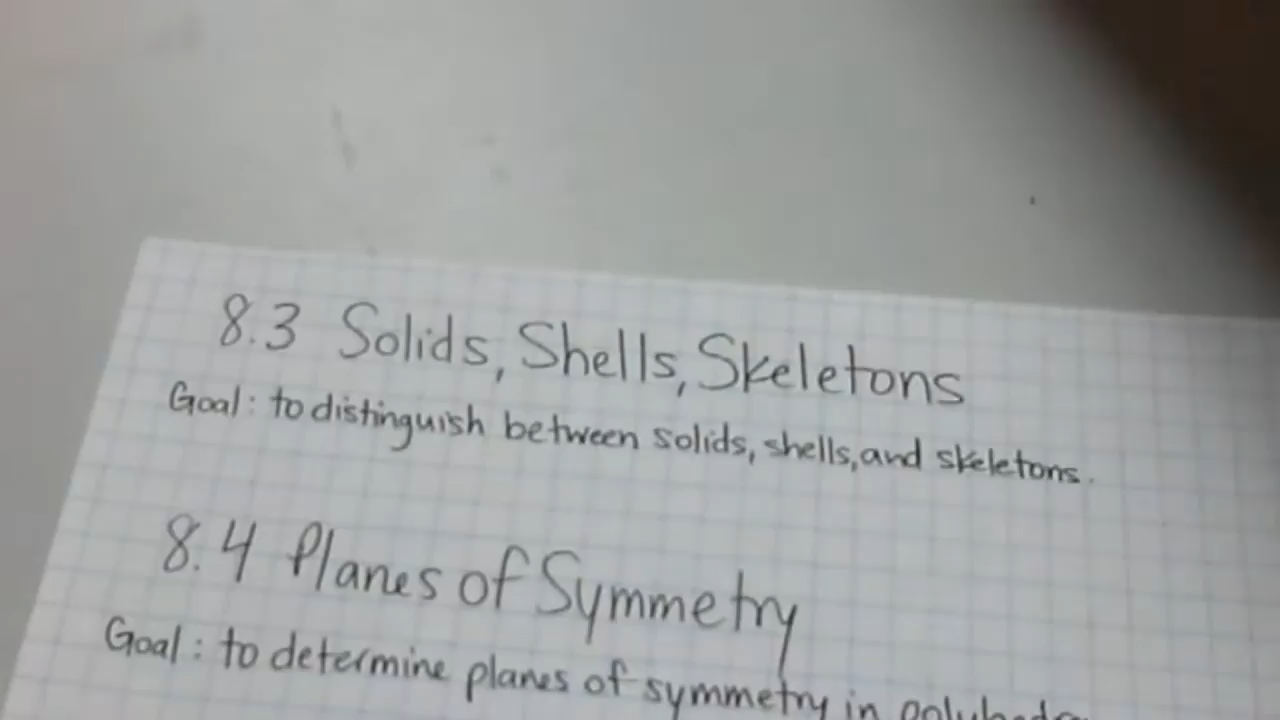 8.3 Solids, Shells, Skeletons
Goal: to distinguish between solids, shells, and skeletons.
8.4 Planes of Symmetry
Goal: to determine planes of symmetry in